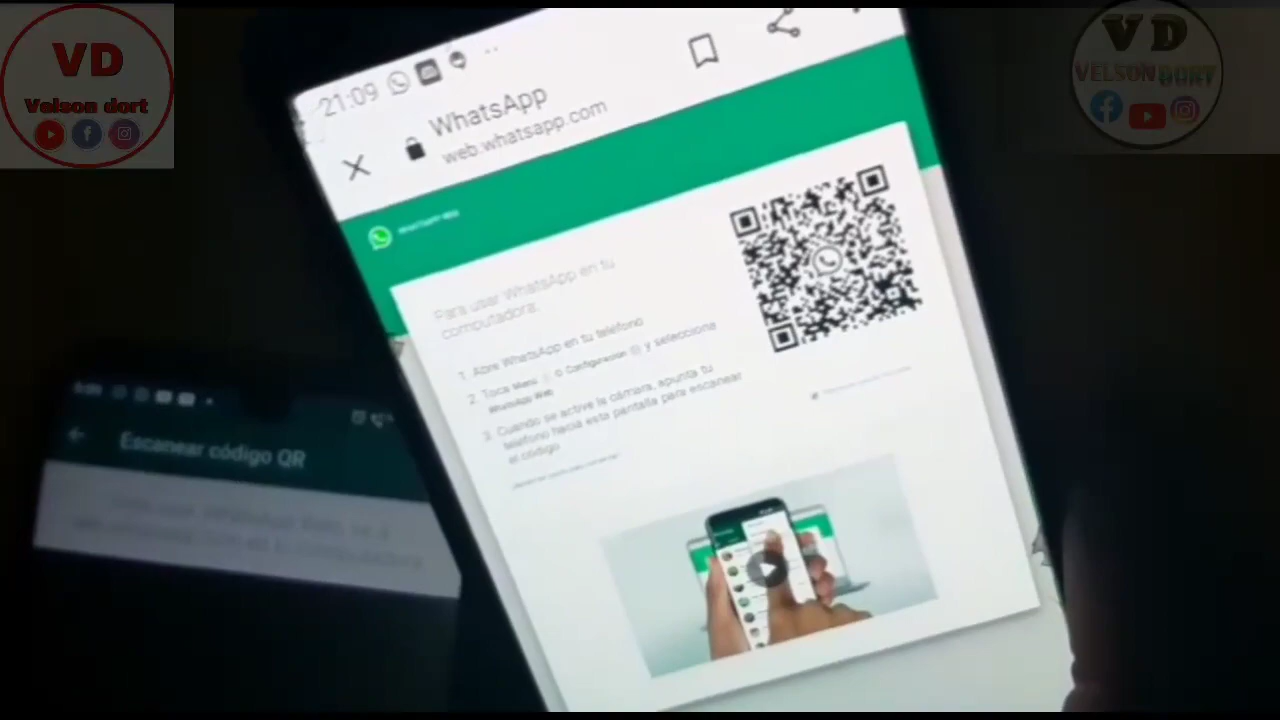 VD
Velson dort
VD
VELSON DORT
21:09
WhatsApp
web.whatsapp.com
WHATSAPP WEB
Para usar WhatsApp en tu
computadora:
1. Abre WhatsApp en tu teléfono
2. Toca Menú o Configuración y selecciona
WhatsApp Web
3. Cuando se active la cámara, apunta tu
teléfono hacia esta pantalla para escanear
el código
Escanear código QR